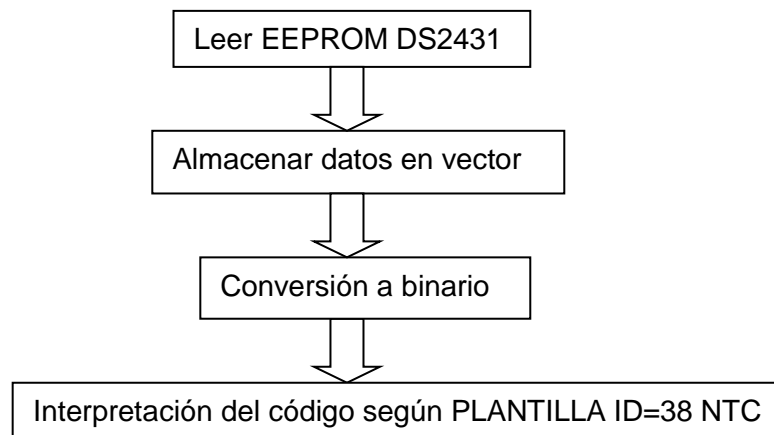 Leer EEPROM DS2431
Almacenar datos en vector
Conversión a binario
Interpretación del código según PLANTILLA ID=38 NTC